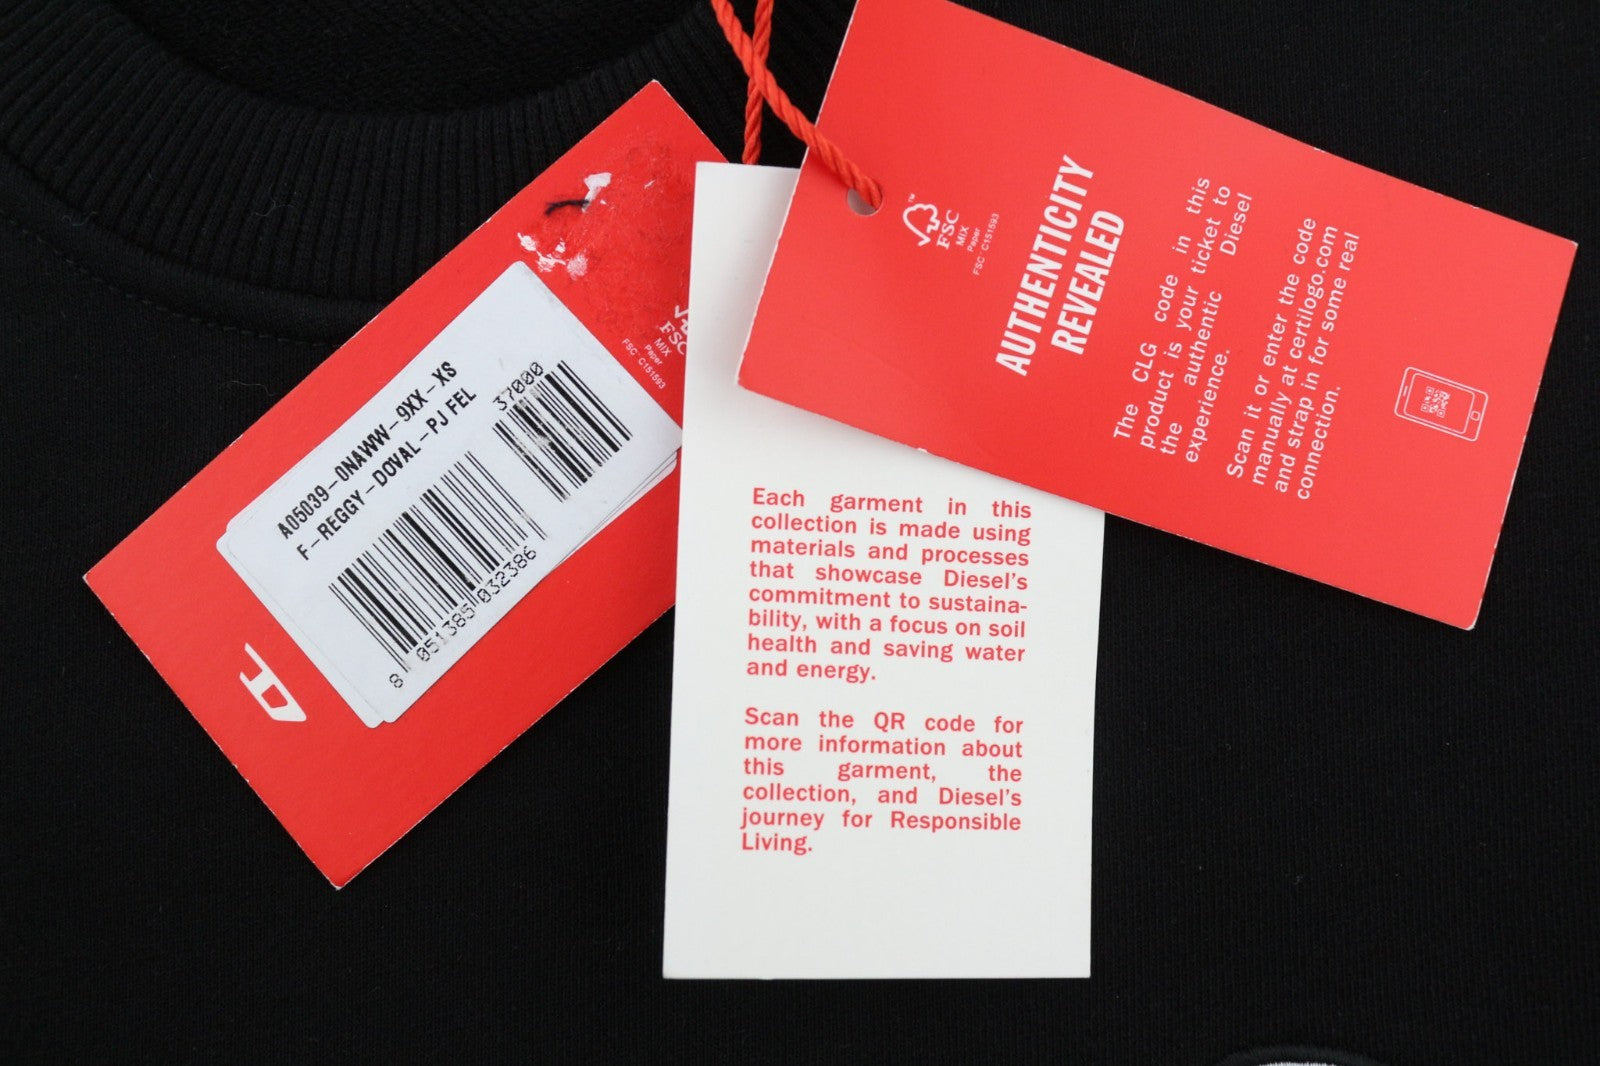 A05039-0NAWW-9XX-XS
F-REGGY-DOVAL-PJ FEL
37000
8 051385 032386
FSC
MIX
Paper
FSC® C151593
Each garment in this
collection is made using
materials and processes
that showcase Diesel's
commitment to sustaina-
bility, with a focus on soil
health and saving water
and energy.
Scan the QR code for
more information about
this garment, the
collection, and Diesel's
journey for Responsible
Living.
FSC
MIX
Paper
FSC® C151593
AUTHENTICITY
REVEALED
The CLG code in this
product is your ticket to
the authentic Diesel
experience.
Scan it or enter the code
manually at certilogo.com
and strap in for some real
connection.